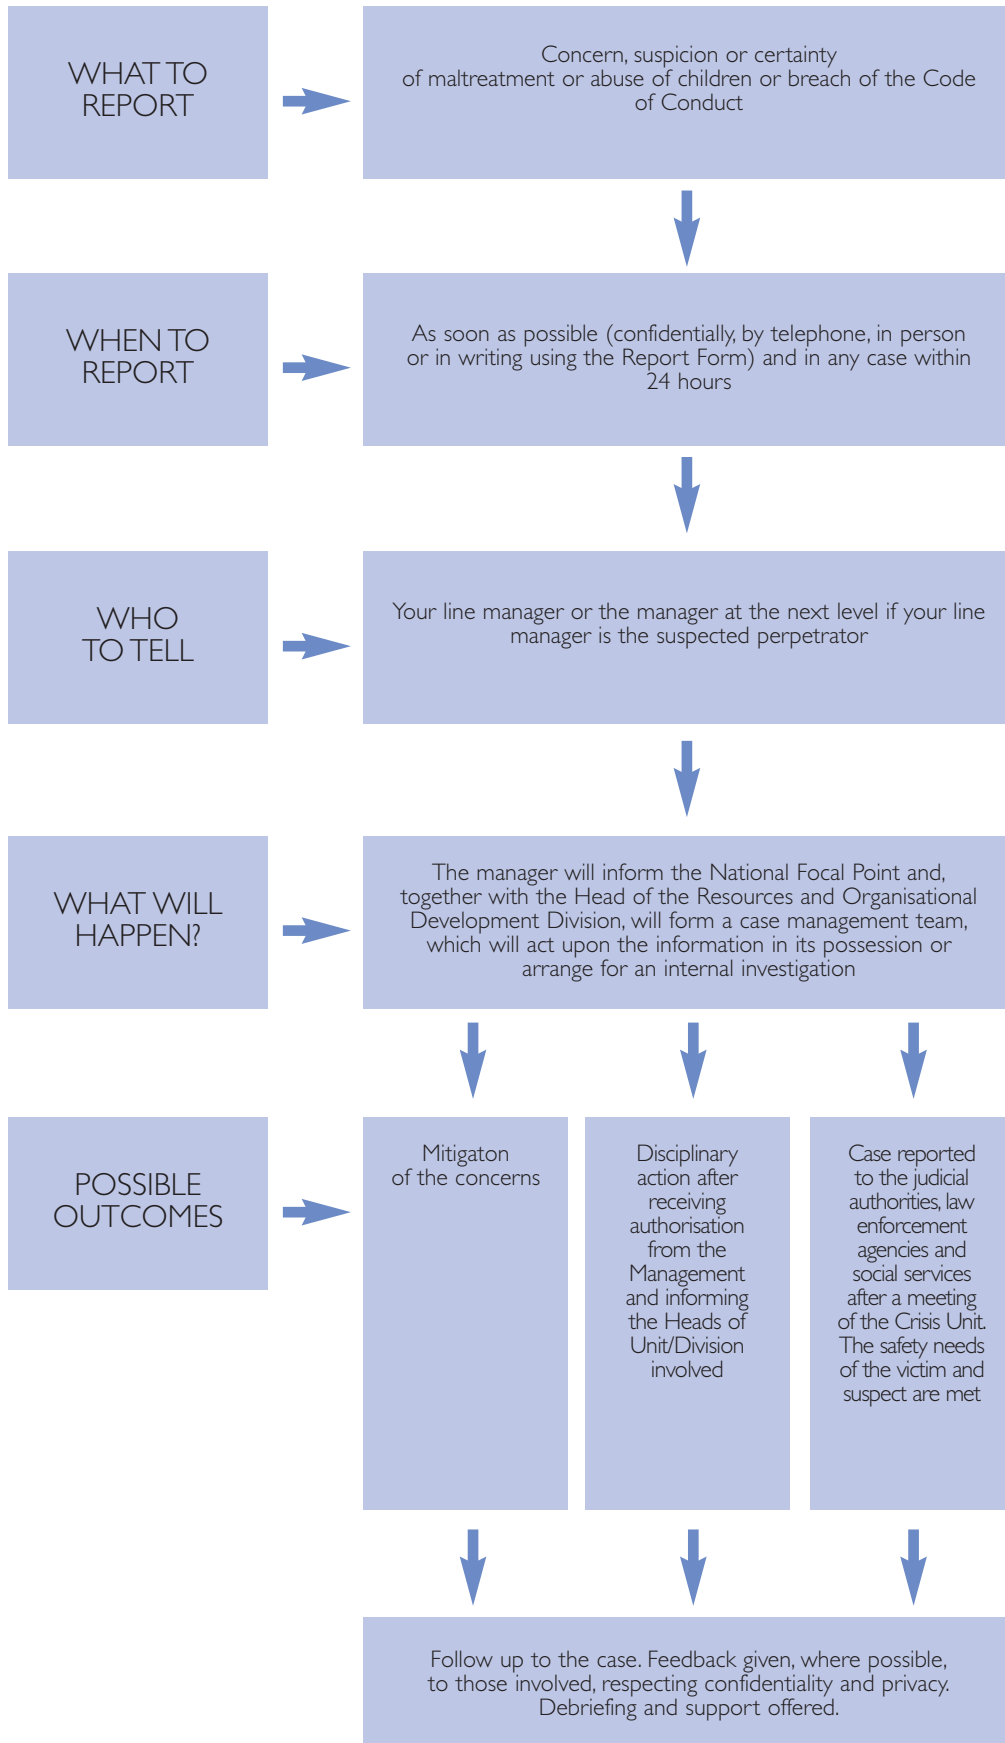 WHAT TO
REPORT
Concern, suspicion or certainty
of maltreatment or abuse of children or breach of the Code
of Conduct
WHEN TO
REPORT
As soon as possible (confidentially, by telephone, in person
or in writing using the Report Form) and in any case within
24 hours
WHO
TO TELL
Your line manager or the manager at the next level if your line
manager is the suspected perpetrator
WHAT WILL
HAPPEN?
The manager will inform the National Focal Point and,
together with the Head of the Resources and Organisational
Development Division, will form a case management team,
which will act upon the information in its possession or
arrange for an internal investigation
POSSIBLE
OUTCOMES
Mitigaton
of the concerns
Disciplinary
action after
receiving
authorisation
from the
Management
and informing
the Heads of
Unit/Division
involved
Case reported
to the judicial
authorities, law
enforcement
agencies and
social services
after a meeting
of the Crisis Unit.
The safety needs
of the victim and
suspect are met
Follow up to the case. Feedback given, where possible,
to those involved, respecting confidentiality and privacy.
Debriefing and support offered.